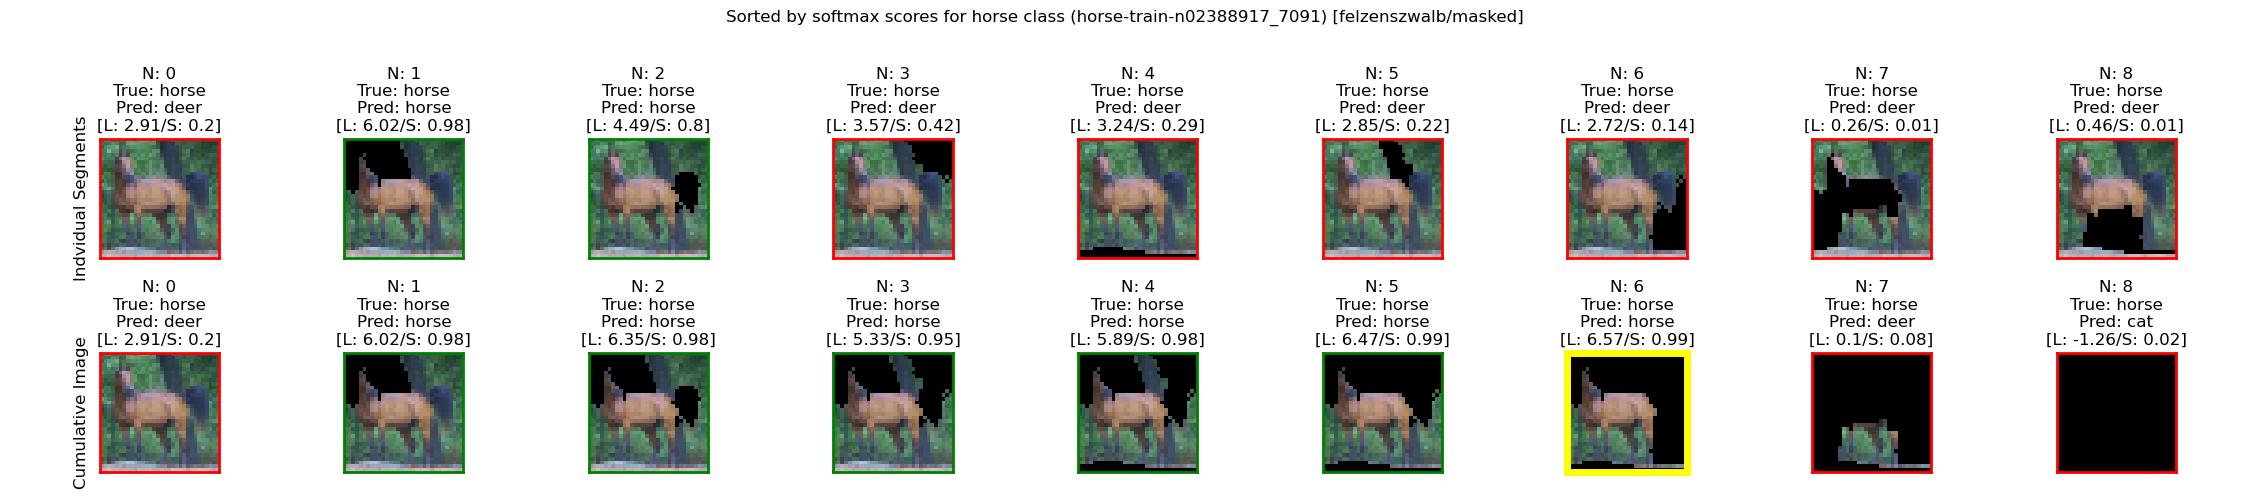 Sorted by softmax scores for horse class (horse-train-n02388917_7091) [felzenszwalb/masked]
Indvidual Segments
N: 0
True: horse
Pred: deer
[L: 2.91/S: 0.2]
N: 1
True: horse
Pred: horse
[L: 6.02/S: 0.98]
N: 2
True: horse
Pred: horse
[L: 4.49/S: 0.8]
N: 3
True: horse
Pred: deer
[L: 3.57/S: 0.42]
N: 4
True: horse
Pred: deer
[L: 3.24/S: 0.29]
N: 5
True: horse
Pred: deer
[L: 2.85/S: 0.22]
N: 6
True: horse
Pred: deer
[L: 2.72/S: 0.14]
N: 7
True: horse
Pred: deer
[L: 0.26/S: 0.01]
N: 8
True: horse
Pred: deer
[L: 0.46/S: 0.01]
Cumulative Image
N: 0
True: horse
Pred: deer
[L: 2.91/S: 0.2]
N: 1
True: horse
Pred: horse
[L: 6.02/S: 0.98]
N: 2
True: horse
Pred: horse
[L: 6.35/S: 0.98]
N: 3
True: horse
Pred: horse
[L: 5.33/S: 0.95]
N: 4
True: horse
Pred: horse
[L: 5.89/S: 0.98]
N: 5
True: horse
Pred: horse
[L: 6.47/S: 0.99]
N: 6
True: horse
Pred: horse
[L: 6.57/S: 0.99]
N: 7
True: horse
Pred: deer
[L: 0.1/S: 0.08]
N: 8
True: horse
Pred: cat
[L: -1.26/S: 0.02]